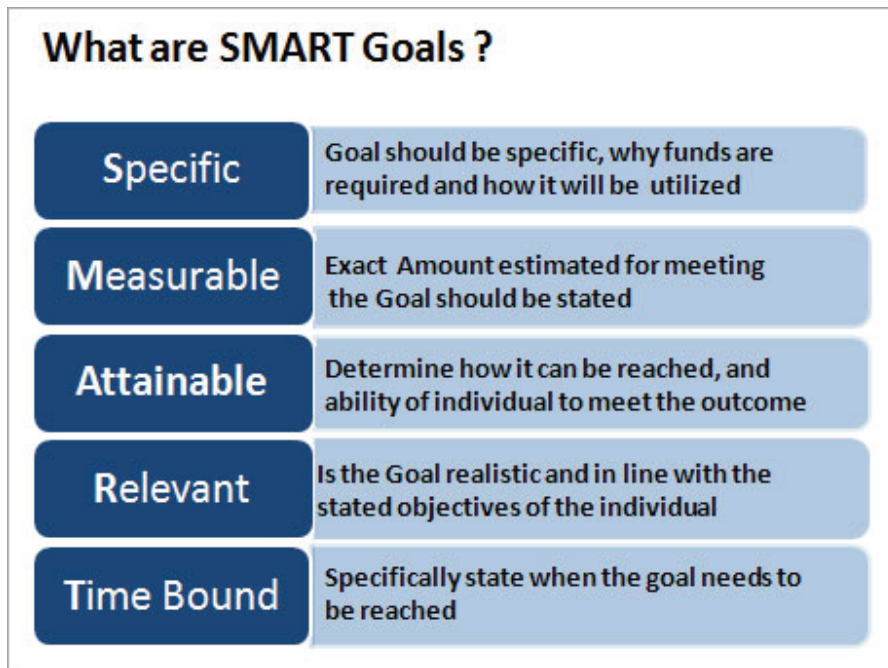 What are SMART Goals ?
Specific
Goal should be specific, why funds are
required and how it will be utilized
Measurable
Exact Amount estimated for meeting
the Goal should be stated
Attainable
Determine how it can be reached, and
ability of individual to meet the outcome
Relevant
Is the Goal realistic and in line with the
stated objectives of the individual
Time Bound
Specifically state when the goal needs to
be reached